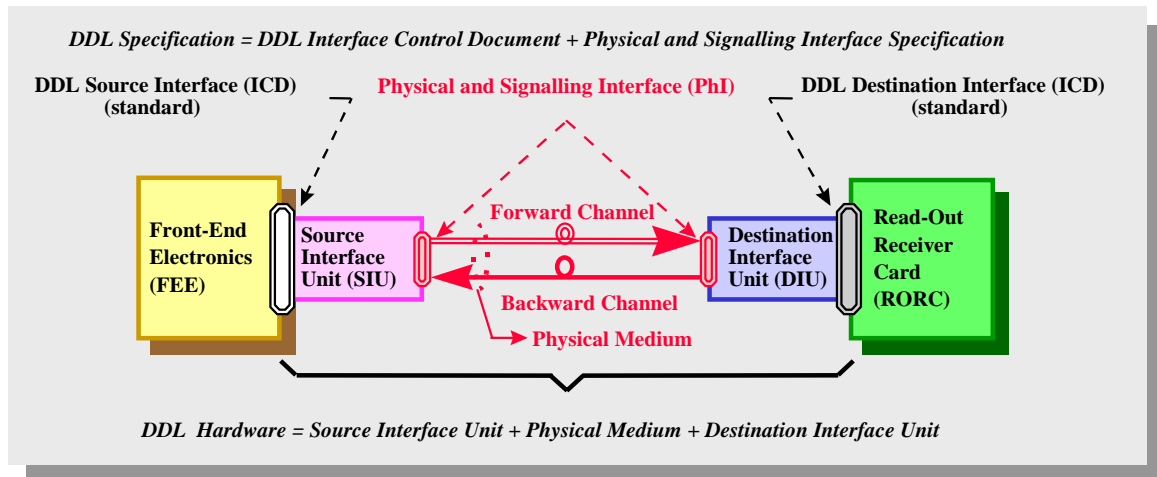 DDL Specification = DDL Interface Control Document + Physical and Signalling Interface Specification
DDL Source Interface (ICD)
(standard)
Physical and Signalling Interface (PhI)
DDL Destination Interface (ICD)
(standard)
Front-End
Electronics
(FEE)
Source
Interface
Unit (SIU)
Forward Channel
Backward Channel
Physical Medium
Destination
Interface
Unit (DIU)
Read-Out
Receiver
Card
(RORC)
DDL Hardware = Source Interface Unit + Physical Medium + Destination Interface Unit